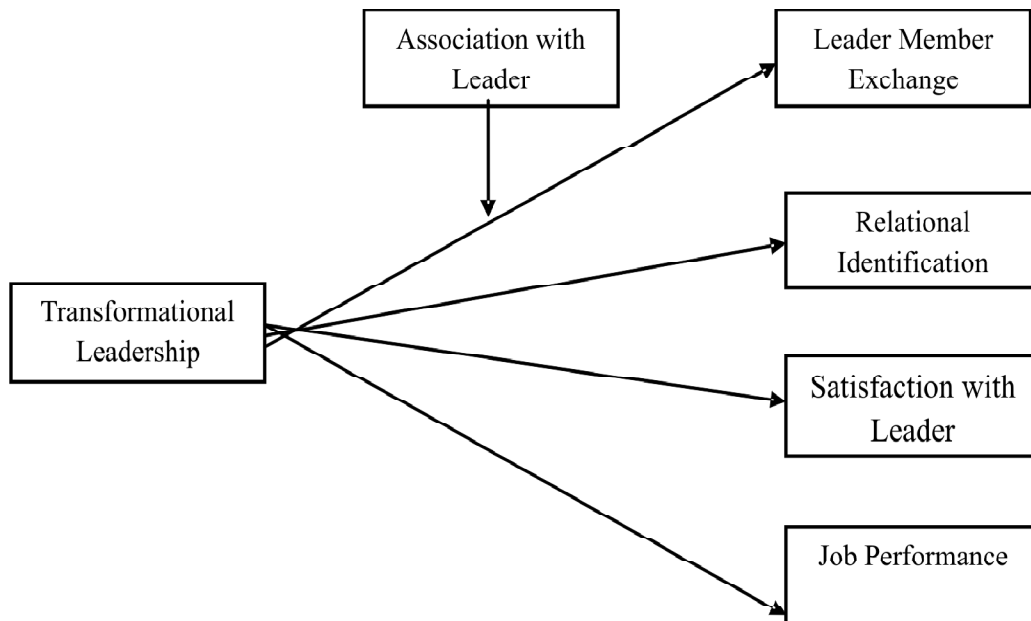 Association with
Leader
Leader Member
Exchange
Relational
Identification
Transformational
Leadership
Satisfaction with
Leader
Job Performance